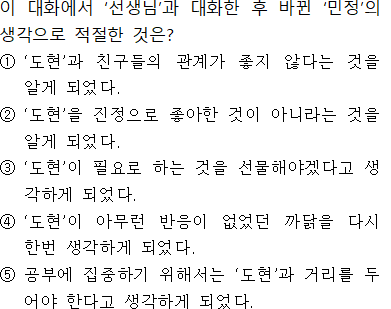 이 대화에서 ‘선생님’과 대화한 후 바뀐 ‘민정’의
생각으로 적절한 것은?
① ‘도현’과 친구들의 관계가 좋지 않다는 것을
알게 되었다.
② ‘도현’을 진정으로 좋아한 것이 아니라는 것을
알게 되었다.
③ ‘도현’이 필요로 하는 것을 선물해야겠다고 생
각하게 되었다.
④ ‘도현’이 아무런 반응이 없었던 까닭을 다시
한번 생각하게 되었다.
⑤ 공부에 집중하기 위해서는 ‘도현’과 거리를 두
어야 한다고 생각하게 되었다.